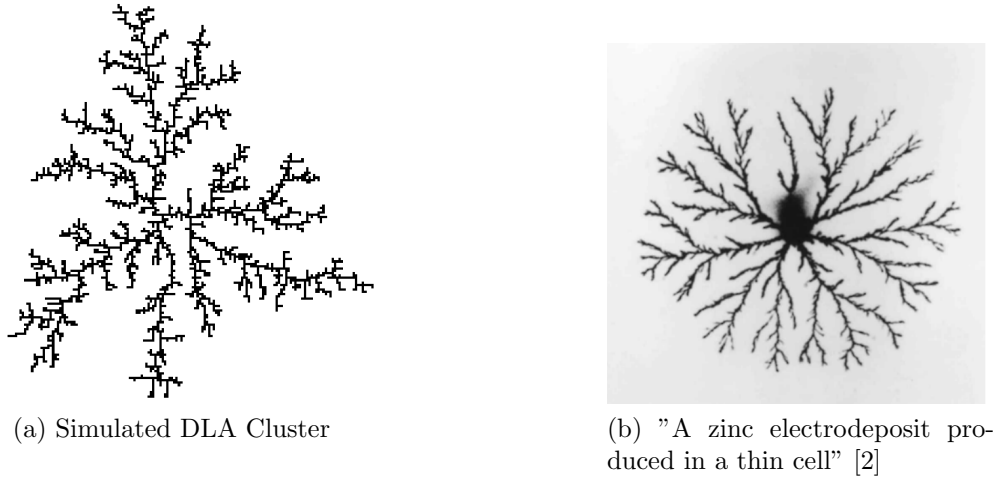 (a) Simulated DLA Cluster
(b) ”A zinc electrodeposit pro-
duced in a thin cell” [2]